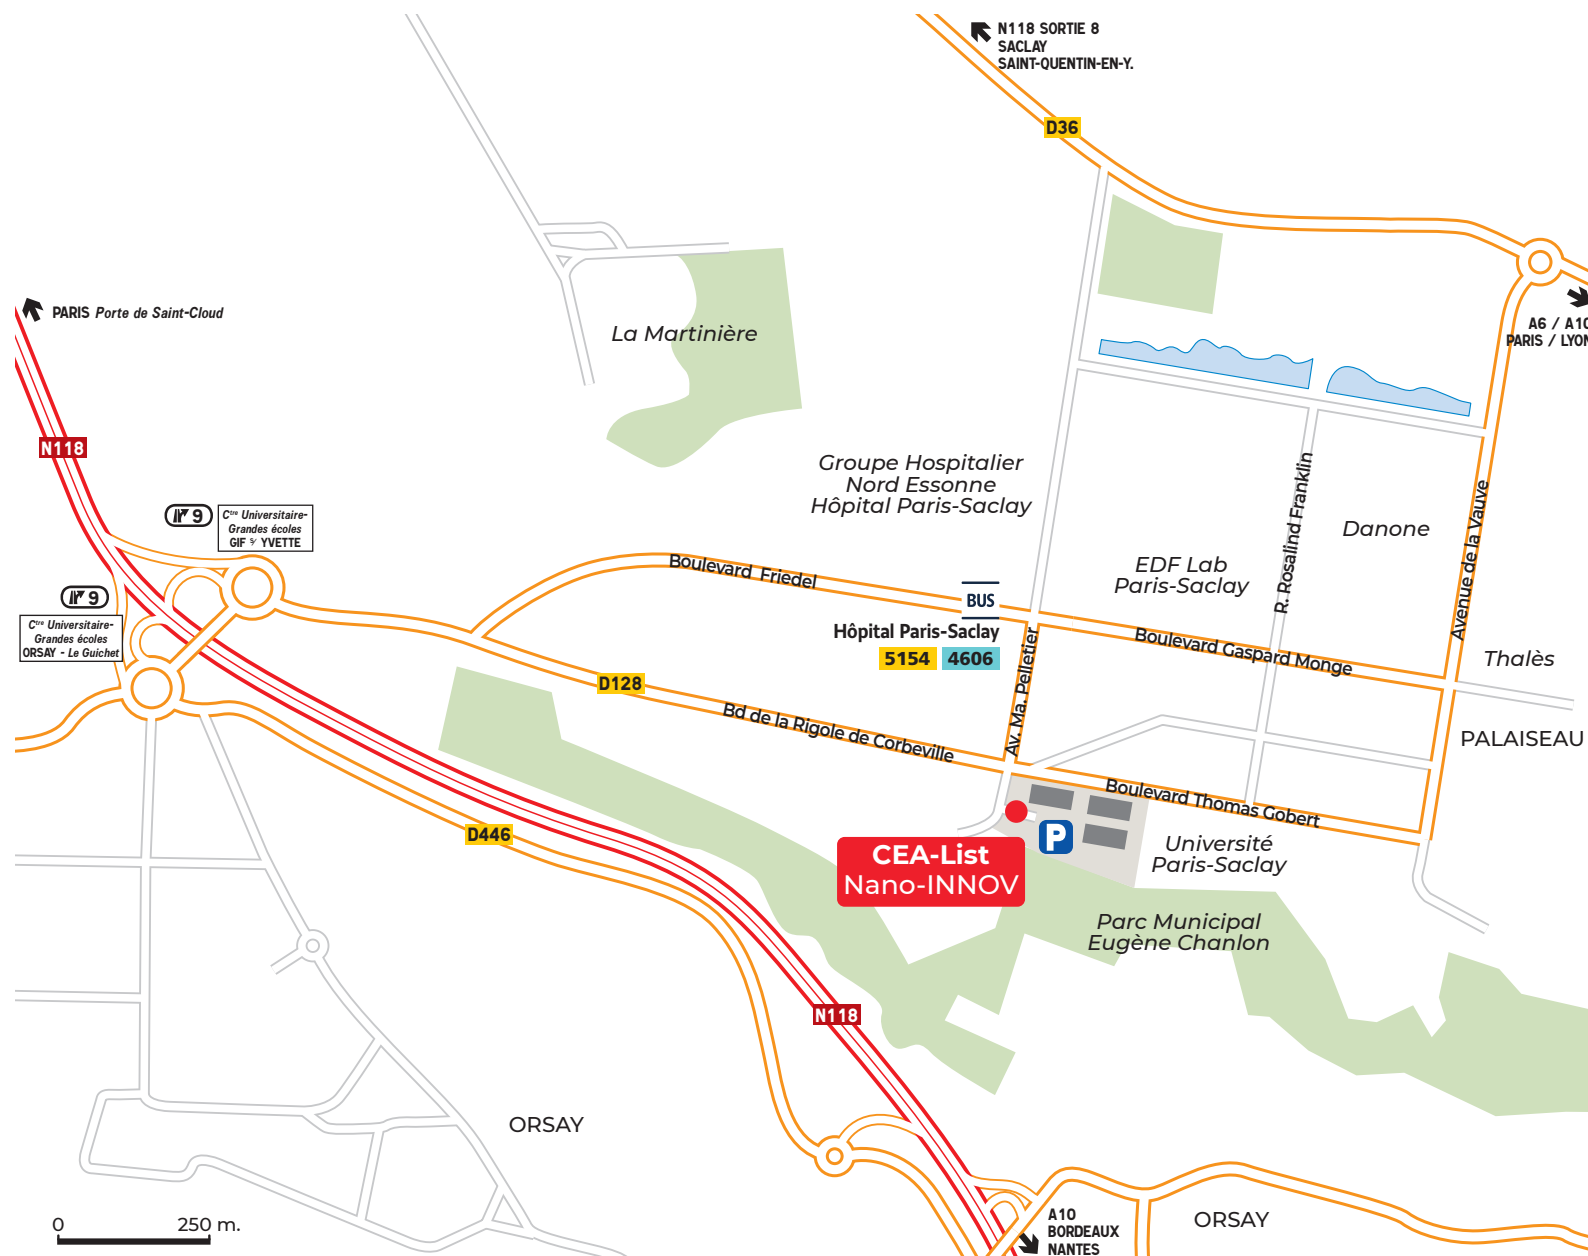 N118 SORTIE 8
SACLAY
SAINT-QUENTIN-EN-Y.
D36
PARIS Porte de Saint-Cloud
A6 / A10
PARIS / LYON
La Martinière
N118
Groupe Hospitalier
Nord Essonne
Hôpital Paris-Saclay
R. Rosalind Franklin
Avenue de la Vauve
Danone
9
Ctre Universitaire-
Grandes écoles
GIF s/ YVETTE
EDF Lab
Paris-Saclay
Boulevard Friedel
BUS
9
Ctre Universitaire-
Grandes écoles
ORSAY - Le Guichet
Hôpital Paris-Saclay
5154 4606
Boulevard Gaspard Monge
Thalès
D128
Av. Ma. Pelletier
Bd de la Rigole de Corbeville
PALAISEAU
Boulevard Thomas Gobert
D446
P
CEA-List
Nano-INNOV
Université
Paris-Saclay
Parc Municipal
Eugène Chanlon
N118
ORSAY
0 250 m.
A10
BORDEAUX
NANTES
ORSAY